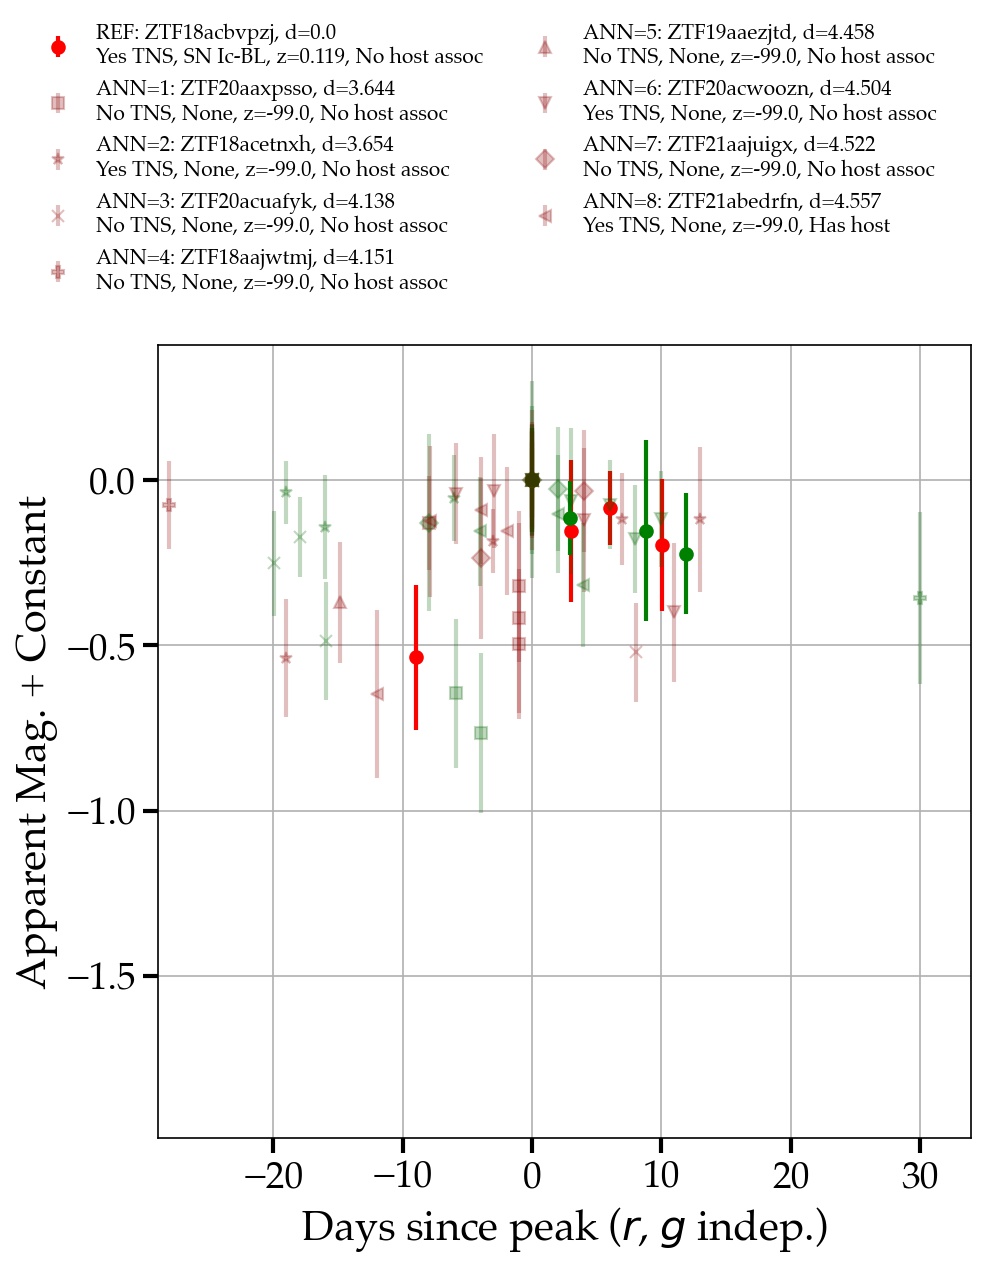 REF: ZTF18acbvpzj, d=0.0
Yes TNS, SN Ic-BL, z=0.119, No host assoc
ANN=1: ZTF20aaxpsso, d=3.644
No TNS, None, z=-99.0, No host assoc
ANN=2: ZTF18acetnxh, d=3.654
Yes TNS, None, z=-99.0, No host assoc
ANN=3: ZTF20acuafyk, d=4.138
No TNS, None, z=-99.0, No host assoc
ANN=4: ZTF18aajwtmj, d=4.151
No TNS, None, z=-99.0, No host assoc
ANN=5: ZTF19aaezjtd, d=4.458
No TNS, None, z=-99.0, No host assoc
ANN=6: ZTF20acwoozn, d=4.504
Yes TNS, None, z=-99.0, No host assoc
ANN=7: ZTF21aajuigx, d=4.522
No TNS, None, z=-99.0, No host assoc
ANN=8: ZTF21abedrfn, d=4.557
Yes TNS, None, z=-99.0, Has host
Apparent Mag. + Constant
0.0
−0.5
−1.0
−1.5
−20 −10 0 10 20 30
Days since peak (r, g indep.)